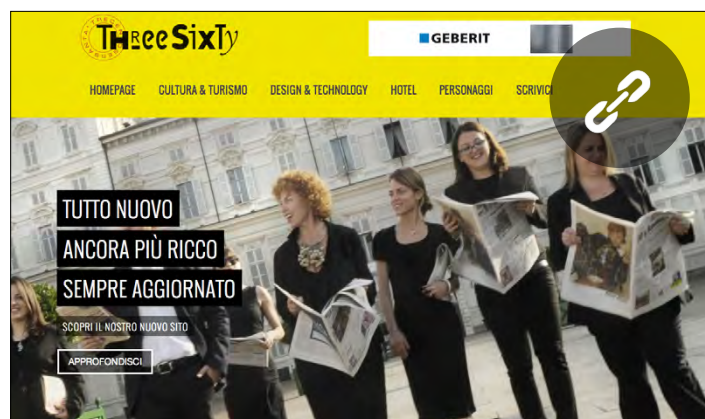 THReeSixTy
GEBERIT
HOMEPAGE CULTURA & TURISMO DESIGN & TECHNOLOGY HOTEL PERSONAGGI SCRIVICI
TUTTO NUOVO
ANCORA PIÙ RICCO
SEMPRE AGGIORNATO
SCOPRI IL NOSTRO NUOVO SITO
APPROFONDISCI